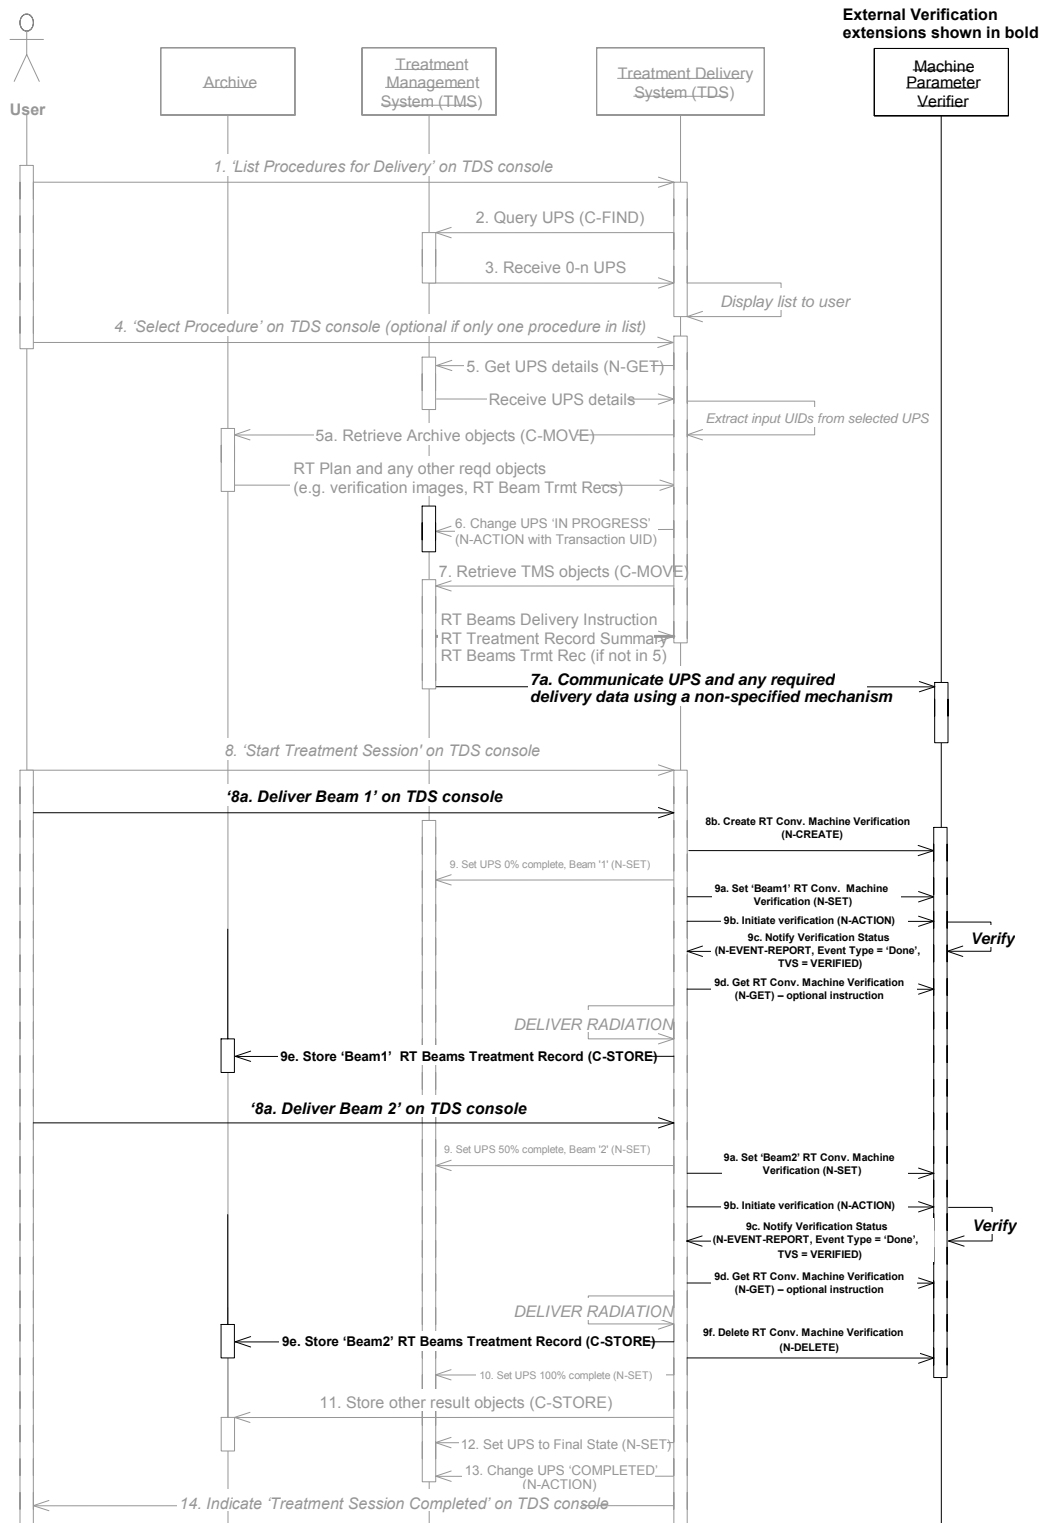 External Verification
extensions shown in bold
User
Archive
Treatment
Management
System (TMS)
Treatment Delivery
System (TDS)
Machine
Parameter
Verifier
1. ‘List Procedures for Delivery’ on TDS console
2. Query UPS (C-FIND)
3. Receive 0-n UPS
Display list to user
4. ‘Select Procedure’ on TDS console (optional if only one procedure in list)
5. Get UPS details (N-GET)
Receive UPS details
Extract input UIDs from selected UPS
5a. Retrieve Archive objects (C-MOVE)
RT Plan and any other reqd objects
(e.g. verification images, RT Beam Trmt Recs)
6. Change UPS ‘IN PROGRESS’
(N-ACTION with Transaction UID)
7. Retrieve TMS objects (C-MOVE)
RT Beams Delivery Instruction
RT Treatment Record Summary
RT Beams Trmt Rec (if not in 5)
7a. Communicate UPS and any required
delivery data using a non-specified mechanism
8. ‘Start Treatment Session’ on TDS console
‘8a. Deliver Beam 1’ on TDS console
8b. Create RT Conv. Machine Verification
(N-CREATE)
9. Set UPS 0% complete, Beam ‘1’ (N-SET)
9a. Set ‘Beam1’ RT Conv. Machine
Verification (N-SET)
9b. Initiate verification (N-ACTION)
9c. Notify Verification Status
(N-EVENT-REPORT, Event Type = ‘Done’,
TVS = VERIFIED)
Verify
9d. Get RT Conv. Machine Verification
(N-GET) – optional instruction
DELIVER RADIATION
9e. Store ‘Beam1’ RT Beams Treatment Record (C-STORE)
‘8a. Deliver Beam 2’ on TDS console
9. Set UPS 50% complete, Beam ‘2’ (N-SET)
9a. Set ‘Beam2’ RT Conv. Machine
Verification (N-SET)
9b. Initiate verification (N-ACTION)
9c. Notify Verification Status
(N-EVENT-REPORT, Event Type = ‘Done’,
TVS = VERIFIED)
Verify
9d. Get RT Conv. Machine Verification
(N-GET) – optional instruction
DELIVER RADIATION
9e. Store ‘Beam2’ RT Beams Treatment Record (C-STORE)
9f. Delete RT Conv. Machine Verification
(N-DELETE)
10. Set UPS 100% complete (N-SET)
11. Store other result objects (C-STORE)
12. Set UPS to Final State (N-SET)
13. Change UPS ‘COMPLETED’
(N-ACTION)
14. Indicate ‘Treatment Session Completed’ on TDS console